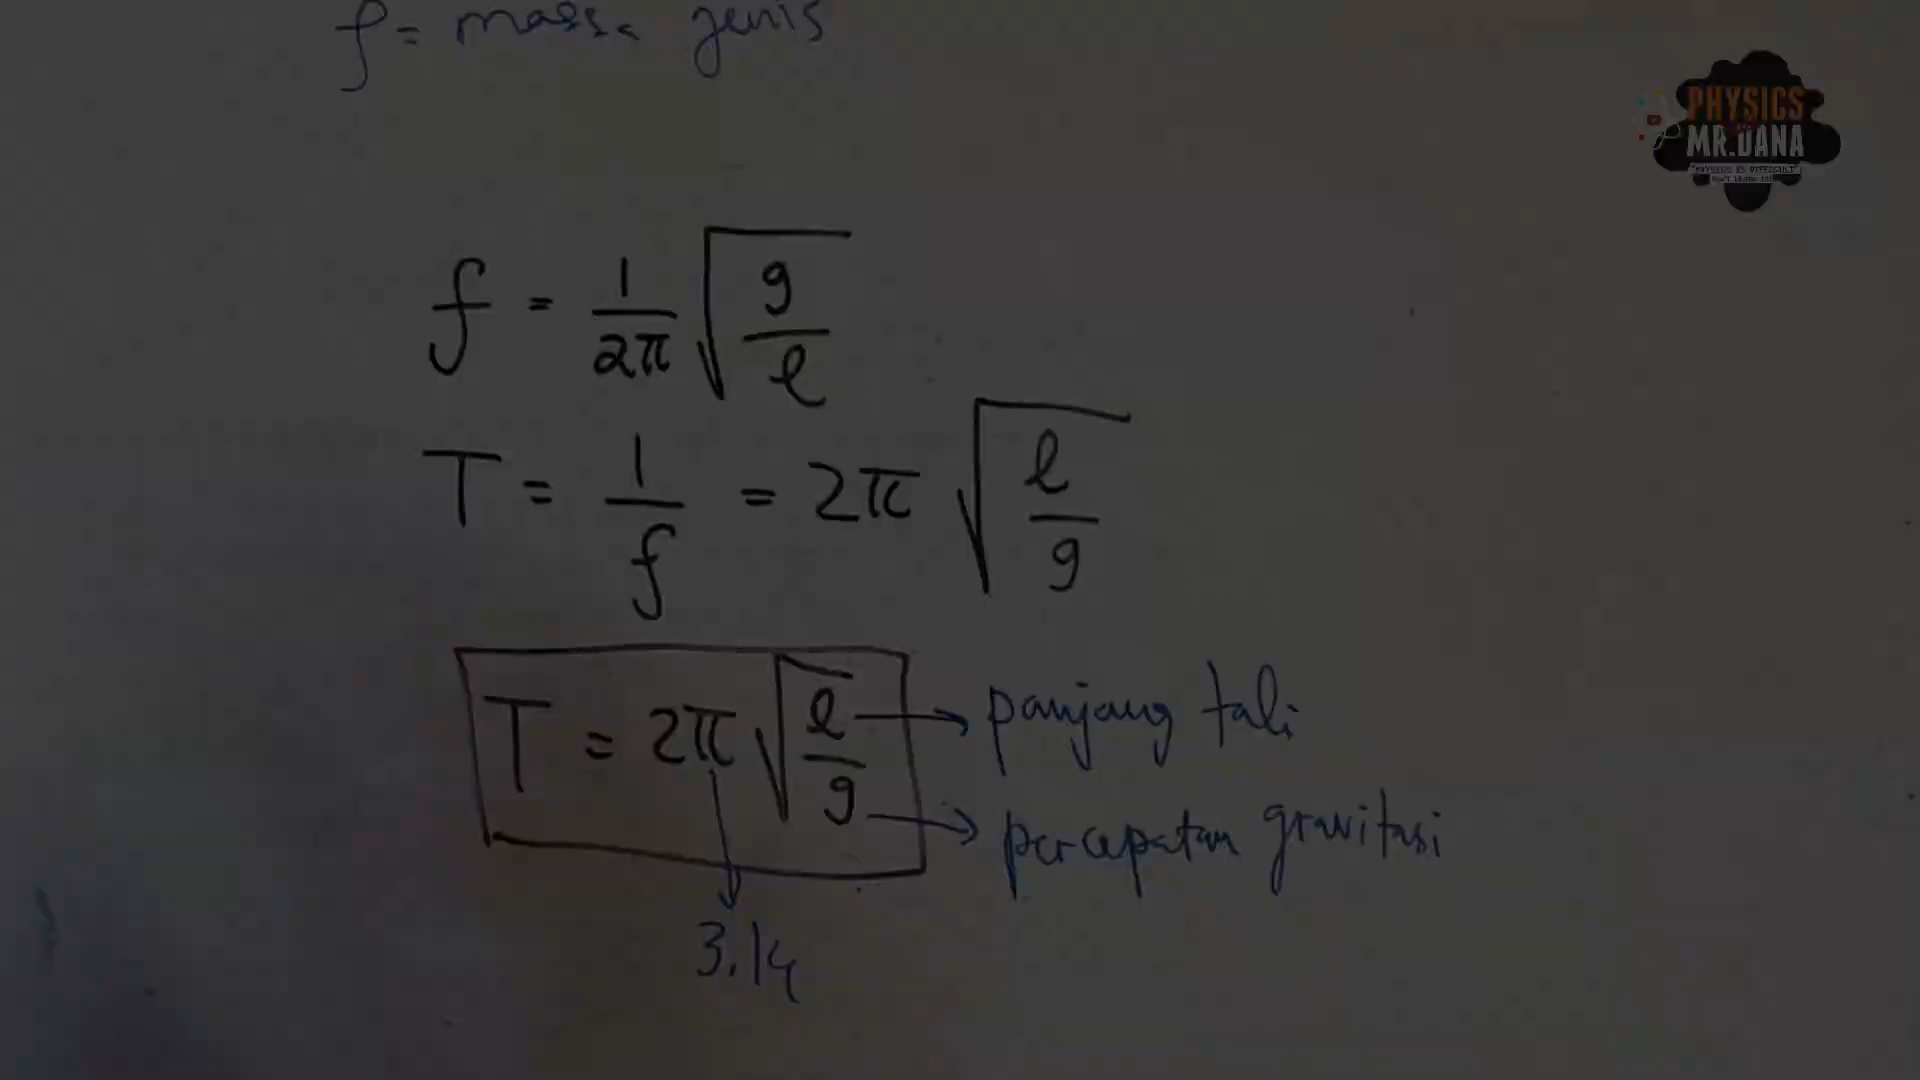 ρ = massa jenis
PHYSICS
MR.DANA
f = 1/2π √(g/l)
T = 1/f = 2π √(l/g)
T = 2π √(l/g)
→ panjang tali
→ percepatan gravitasi
3.14